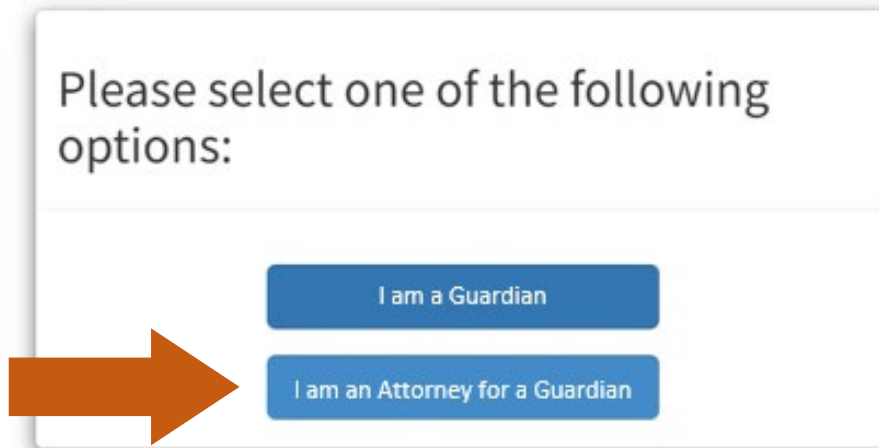 Please select one of the following
options:
I am a Guardian
I am an Attorney for a Guardian